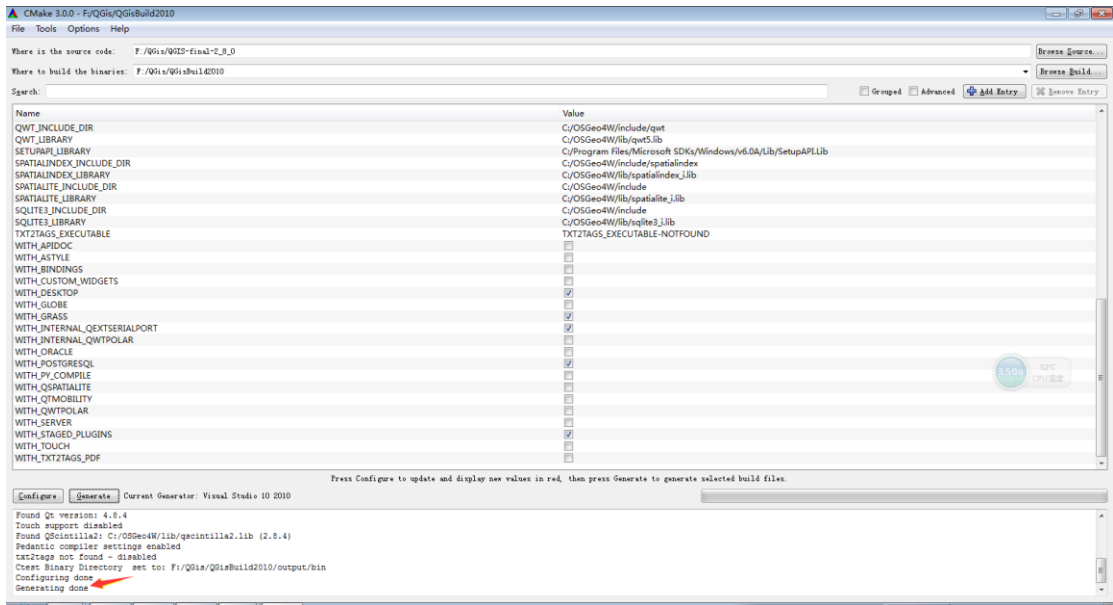 CMake 3.0.0 - F:/QGis/QGisBuild2010
File Tools Options Help
Where is the source code: F:/QGis/QGIS-final-2_8_0 Browse Source...
Where to build the binaries: F:/QGis/QGisBuild2010 Browse Build...
Search: Grouped Advanced Add Entry Remove Entry
Name Value
QWT_INCLUDE_DIR C:/OSGeo4W/include/qwt
QWT_LIBRARY C:/OSGeo4W/lib/qwt5.lib
SETUPAPI_LIBRARY C:/Program Files/Microsoft SDKs/Windows/v6.0A/Lib/SetupAPI.Lib
SPATIALINDEX_INCLUDE_DIR C:/OSGeo4W/include/spatialindex
SPATIALINDEX_LIBRARY C:/OSGeo4W/lib/spatialindex_i.lib
SPATIALITE_INCLUDE_DIR C:/OSGeo4W/include
SPATIALITE_LIBRARY C:/OSGeo4W/lib/spatialite_i.lib
SQLITE3_INCLUDE_DIR C:/OSGeo4W/include
SQLITE3_LIBRARY C:/OSGeo4W/lib/sqlite3_i.lib
TXT2TAGS_EXECUTABLE TXT2TAGS_EXECUTABLE-NOTFOUND
WITH_APIDOC
WITH_ASTYLE
WITH_BINDINGS
WITH_CUSTOM_WIDGETS
WITH_DESKTOP
WITH_GLOBE
WITH_GRASS
WITH_INTERNAL_QEXTSERIALPORT
WITH_INTERNAL_QWTPOLAR
WITH_ORACLE
WITH_POSTGRESQL
WITH_PY_COMPILE
WITH_QSPATIALITE
WITH_QTMOBILITY
WITH_QWTPOLAR
WITH_SERVER
WITH_STAGED_PLUGINS
WITH_TOUCH
WITH_TXT2TAGS_PDF
52℃
CPU温度
Press Configure to update and display new values in red, then press Generate to generate selected build files.
Configure Generate Current Generator: Visual Studio 10 2010
Found Qt version: 4.8.4
Touch support disabled
Found QScintilla2: C:/OSGeo4W/lib/qscintilla2.lib (2.8.4)
Pedantic compiler settings enabled
txt2tags not found - disabled
Ctest Binary Directory set to: F:/QGis/QGisBuild2010/output/bin
Configuring done
Generating done